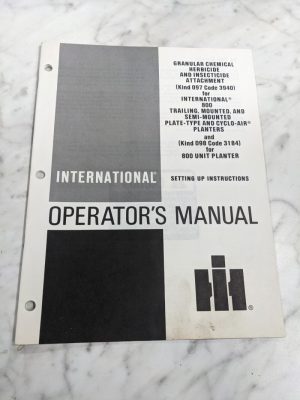 GRANULAR CHEMICAL
HERBICIDE
AND INSECTICIDE
ATTACHMENT
(Kind 097 Code 3940)
for
INTERNATIONAL®
800
TRAILING, MOUNTED, AND
SEMI-MOUNTED
PLATE-TYPE AND CYCLO-AIR®
PLANTERS
and
(Kind 098 Code 3184)
for
800 UNIT PLANTER
INTERNATIONAL®
SETTING UP INSTRUCTIONS
OPERATOR'S MANUAL
IH®